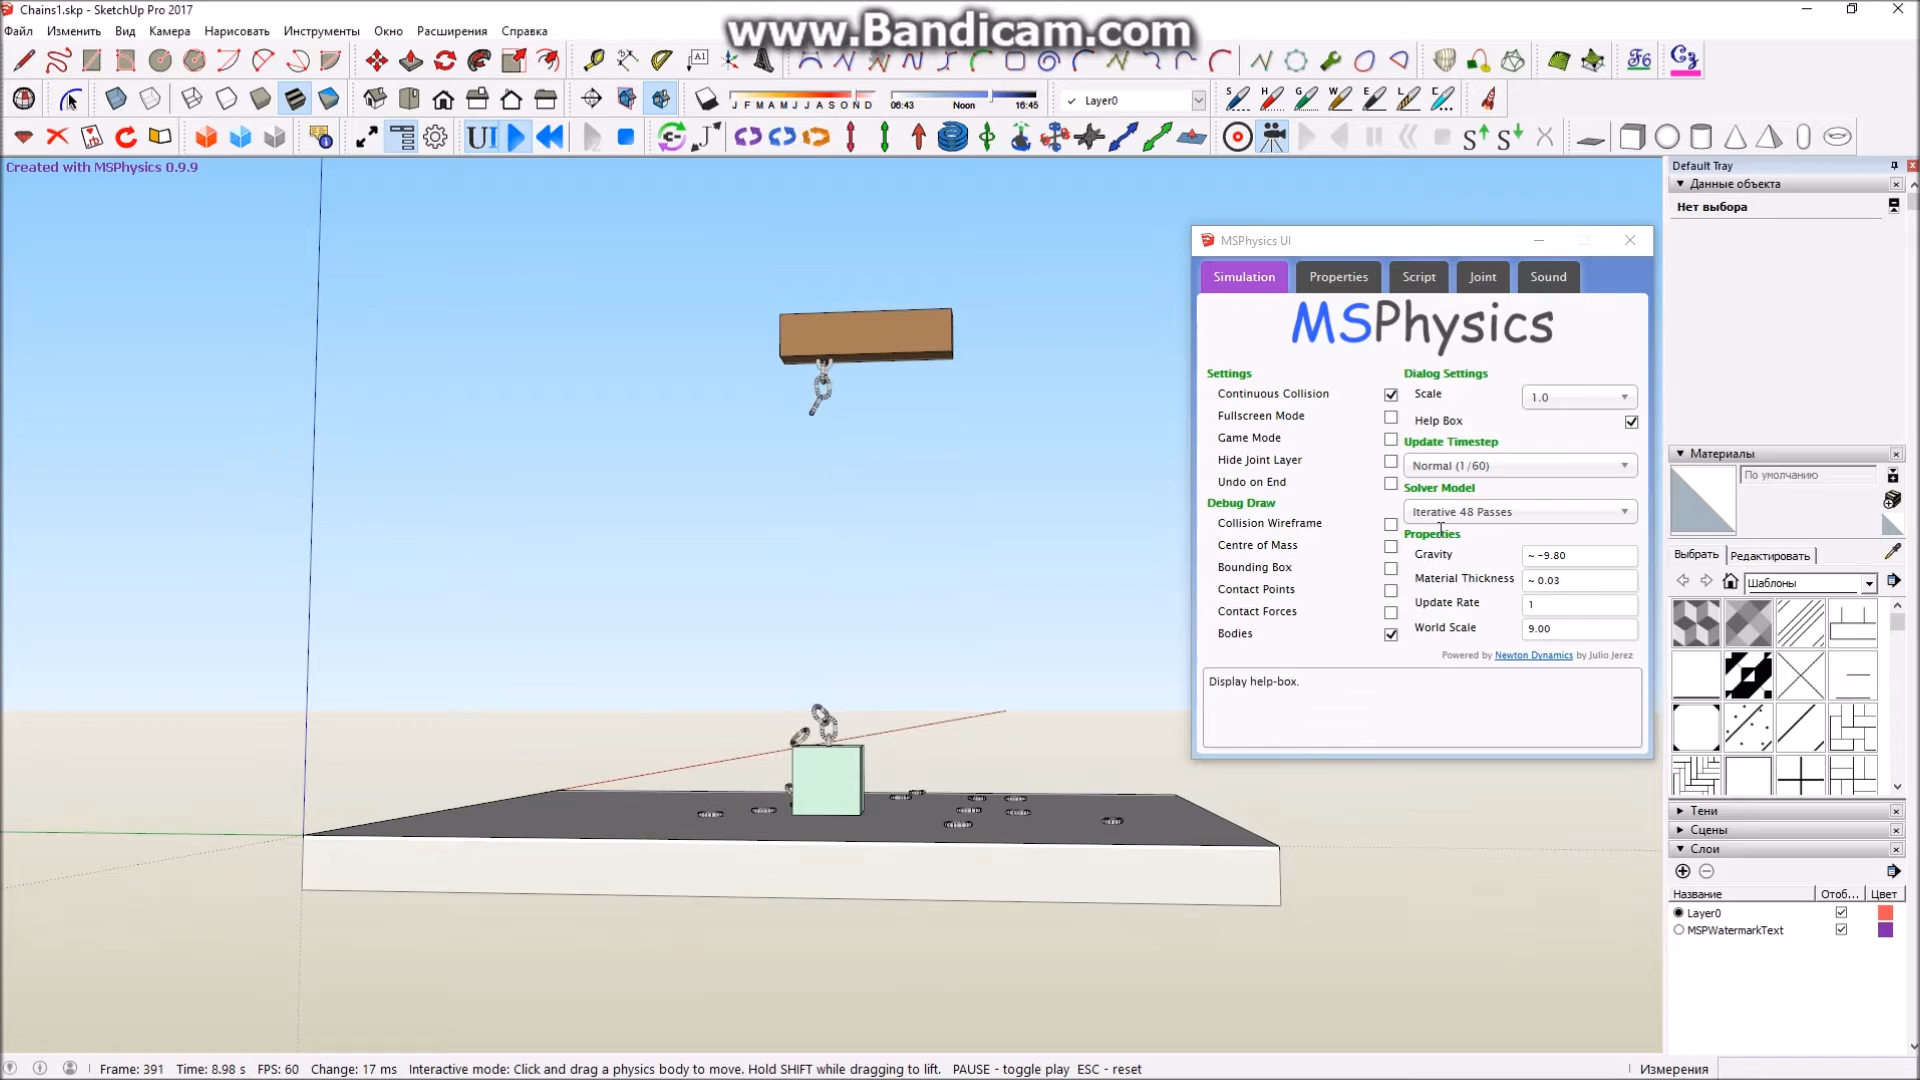 Chains1.skp - SketchUp Pro 2017
www.Bandicam.com
Файл Изменить Вид Камера Нарисовать Инструменты Окно Расширения Справка
A1
J F M A M J J A S O N D
06:43 Noon 16:45
Layer0
UI
Created with MSPhysics 0.9.9
MSPhysics UI
Simulation Properties Script Joint Sound
MSPhysics
Settings
Continuous Collision
Fullscreen Mode
Game Mode
Hide Joint Layer
Undo on End
Debug Draw
Collision Wireframe
Centre of Mass
Bounding Box
Contact Points
Contact Forces
Bodies
Dialog Settings
Scale 1.0
Help Box
Update Timestep
Normal (1/60)
Solver Model
Iterative 48 Passes
Properties
Gravity ~ -9.80
Material Thickness ~ 0.03
Update Rate 1
World Scale 9.00
Powered by Newton Dynamics by Julio Jerez
Display help-box.
Default Tray
Данные объекта
Нет выбора
Материалы
По умолчанию
Выбрать Редактировать
Шаблоны
Тени
Сцены
Слои
Название Отоб... Цвет
Layer0
MSPWatermarkText
Frame: 391 Time: 8.98 s FPS: 60 Change: 17 ms Interactive mode: Click and drag a physics body to move. Hold SHIFT while dragging to lift. PAUSE - toggle play ESC - reset
Измерения